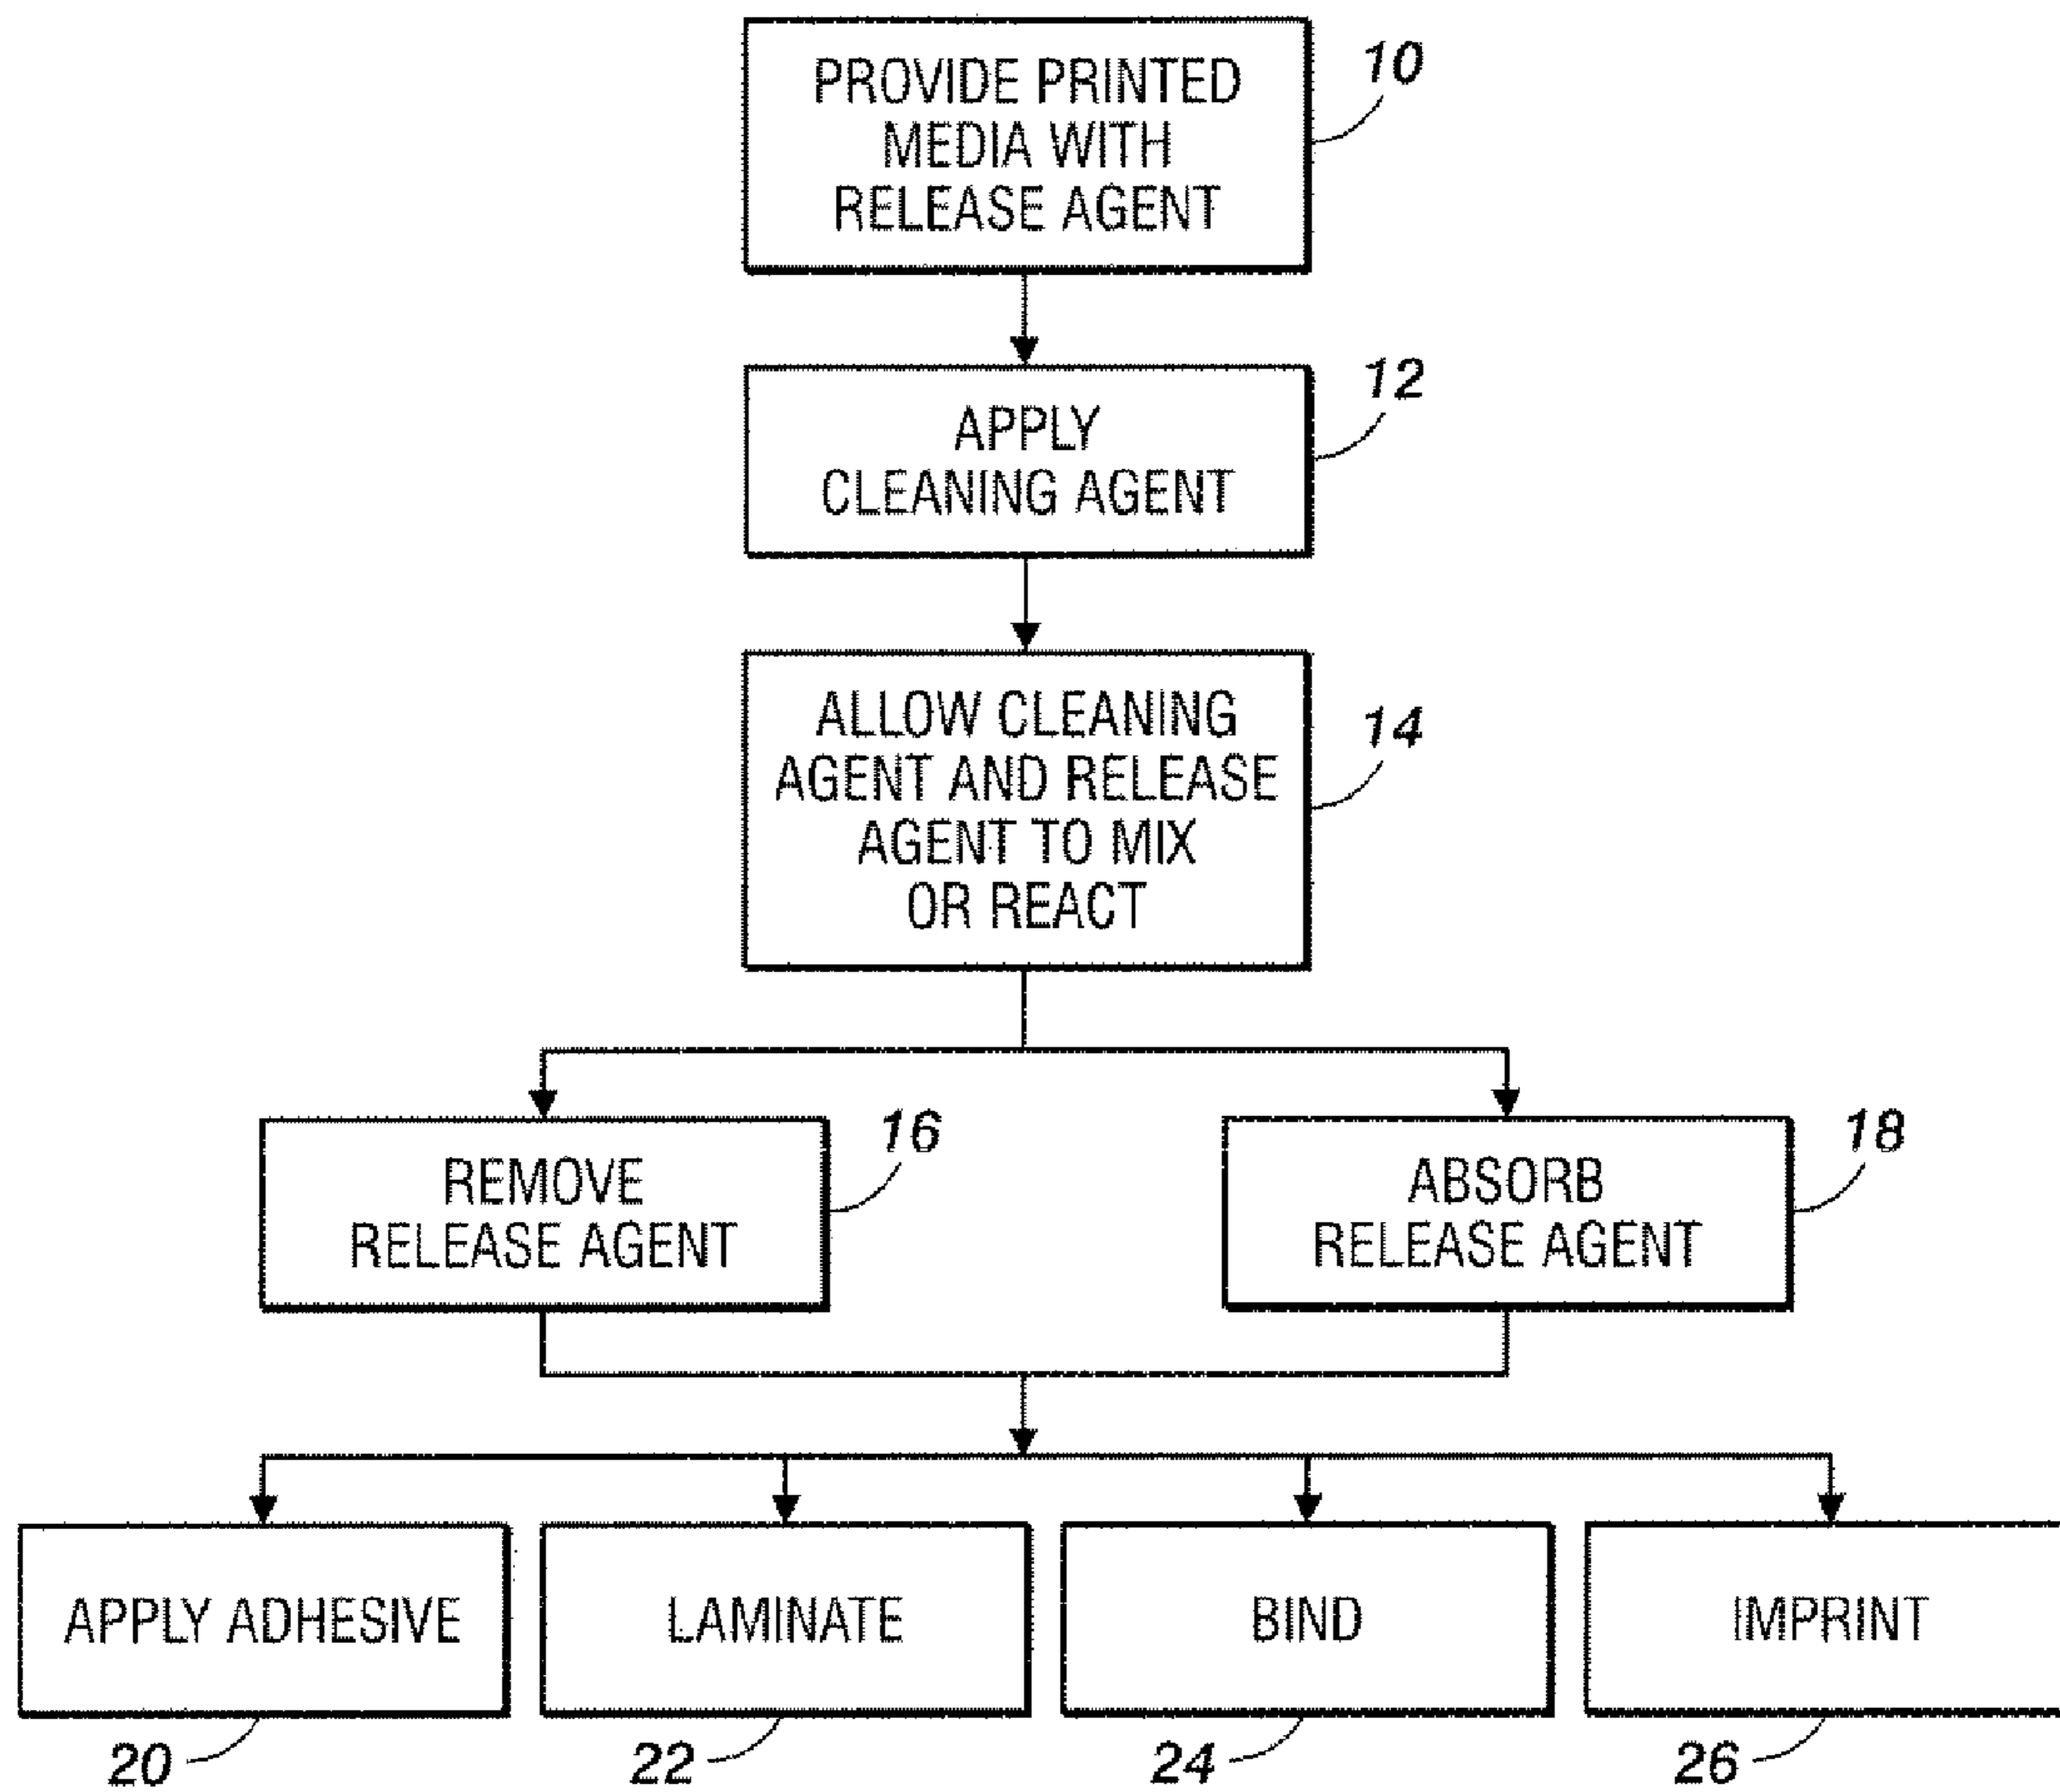 PROVIDE PRINTED
MEDIA WITH
RELEASE AGENT
10
APPLY
CLEANING AGENT
12
ALLOW CLEANING
AGENT AND RELEASE
AGENT TO MIX
OR REACT
14
REMOVE
RELEASE AGENT
16
ABSORB
RELEASE AGENT
18
APPLY ADHESIVE
LAMINATE
BIND
IMPRINT
20
22
24
26